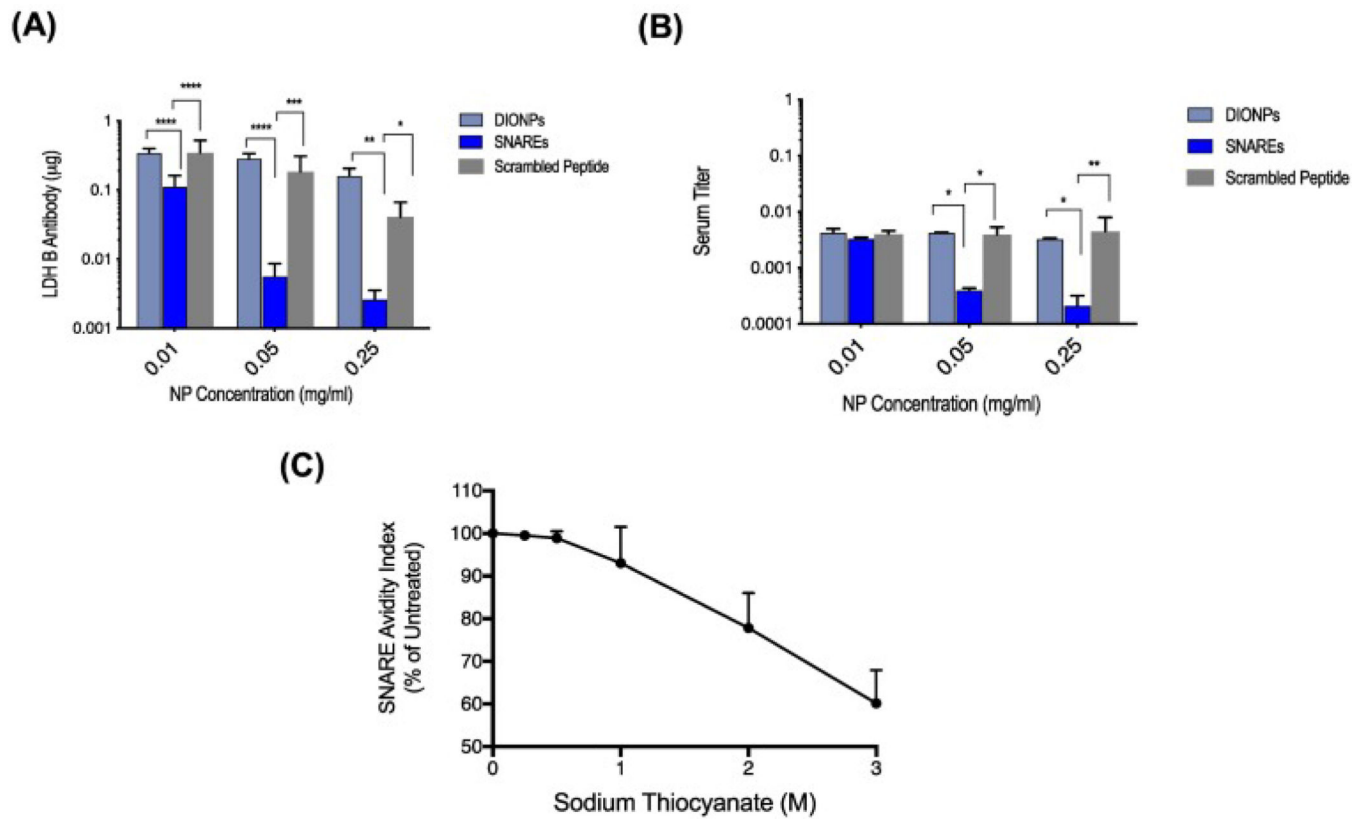 (A)
**** **** **** *** ** *
1
0.1
0.01
0.001
LDH B Antibody (µg)
0.01 0.05 0.25
NP Concentration (mg/ml)
DIONPs
SNAREs
Scrambled Peptide
(B)
* * * **
1
0.1
0.01
0.001
0.0001
Serum Titer
0.01 0.05 0.25
NP Concentration (mg/ml)
DIONPs
SNAREs
Scrambled Peptide
(C)
110
100
90
80
70
60
50
SNARE Avidity Index
(% of Untreated)
0 1 2 3
Sodium Thiocyanate (M)